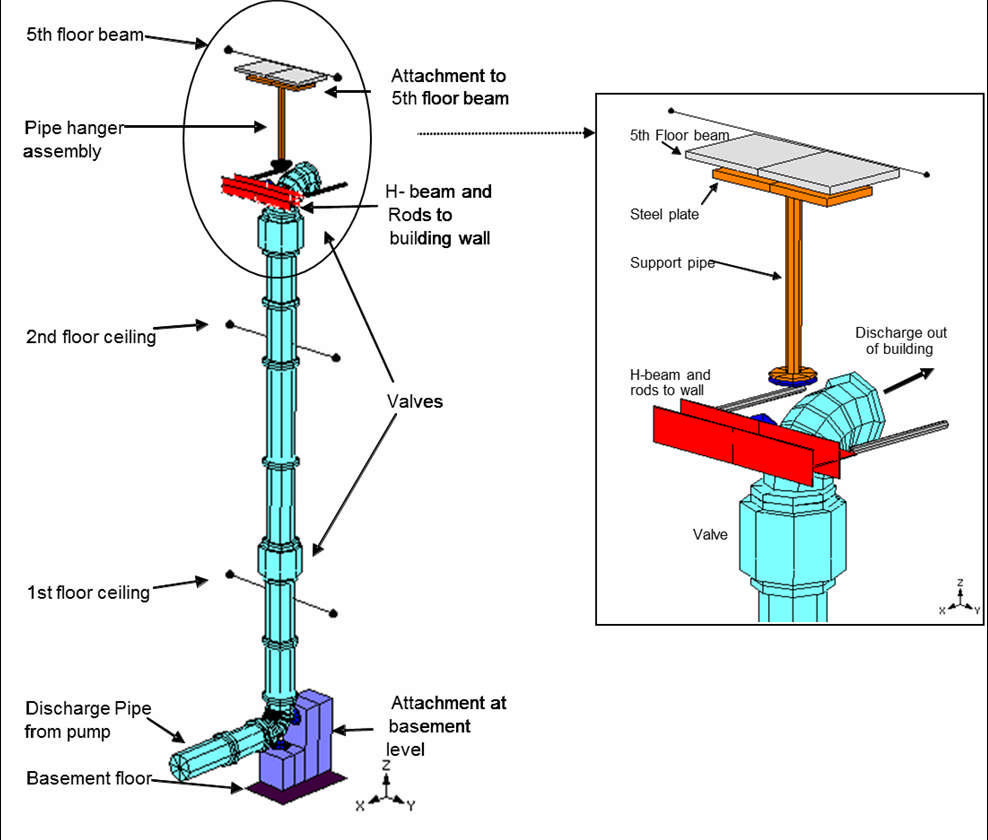 5th floor beam
Attachment to
5th floor beam
Pipe hanger
assembly
H- beam and
Rods to
building wall
2nd floor ceiling
Valves
1st floor ceiling
Discharge Pipe
from pump
Attachment at
basement
level
Basement floor
Z
X
Y
5th Floor beam
Steel plate
Support pipe
Discharge out
of building
H-beam and
rods to wall
Valve
Z
X
Y